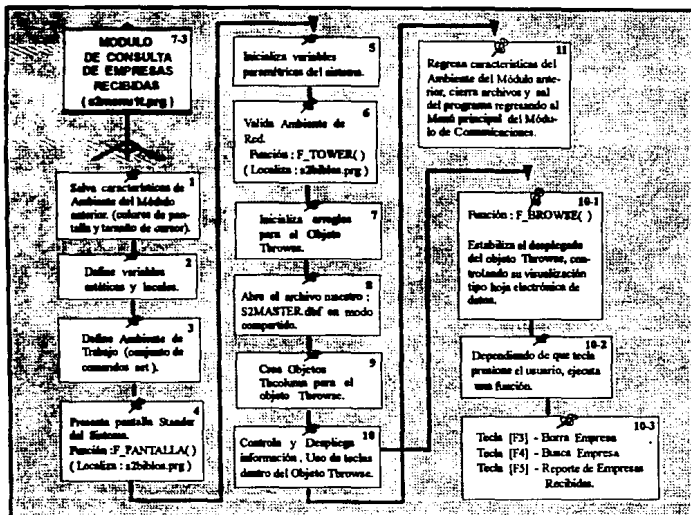 7-3
MODULO
DE CONSULTA
DE EMPRESAS
RECIBIDAS
1
Salva características de
Ambiente del Módulo
anterior. (colores de pan-
talla y tamaño de cursor).
2
Define variables
estáticas y locales.
3
Define Ambiente de
Trabajo (conjunto de
comandos set ).
4
Presenta pantalla Stander
del Sistema.
Función : F_PANTALLA( )
( Localiza : s2biblos.prg )
5
Inicializa variables
paramétricas del sistema.
6
Valida Ambiente de
Red.
Función : F_TOWER( )
( Localiza : s2biblos.prg )
7
Inicializa arreglos
para el Objeto
Tbrowse.
8
Abre el archivo maestro :
S2MASTER.dbf en modo
compartido.
9
Crea Objetos
Tbcolumn para el
objeto Tbrowse.
10
Controla y Despliega
información , Uso de teclas
dentro del Objeto Tbrowse.
11
Regresa características del
Ambiente del Módulo ante-
rior, cierra archivos y sal
del programa regresando al
Menú principal del Módu-
lo de Comunicaciones.
10-1
Función : F_BROWSE( )
Estabiliza el desplegado
del objeto Tbrowse, con-
trolando su visualización
tipo hoja electrónica de
datos.
10-2
Dependiendo de que tecla
presione el usuario, ejecuta
una función.
10-3
Tecla [F3] - Borra Empresa
Tecla [F4] - Busca Empresa
Tecla [F5] - Reporte de Empresas
Recibidas.